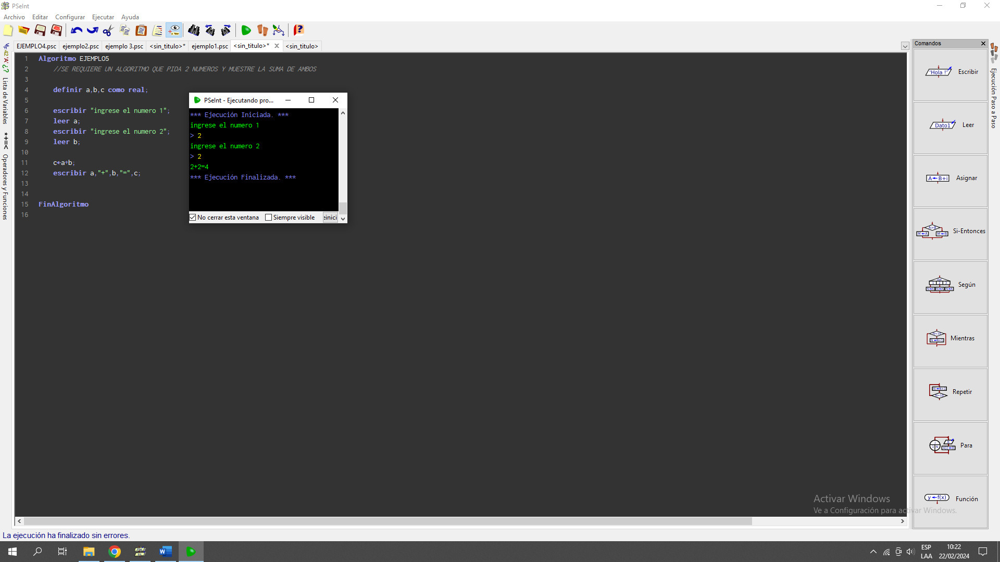 PSeInt
Archivo Editar Configurar Ejecutar Ayuda
EJEMPLO4.psc ejemplo2.psc ejemplo 3.psc <sin_titulo>* ejemplo1.psc <sin_titulo>* <sin_titulo>
1 Algoritmo EJEMPLO5
2 //SE REQUIERE UN ALGORITMO QUE PIDA 2 NUMEROS Y MUESTRE LA SUMA DE AMBOS
3
4 definir a,b,c como real;
5
6 escribir "ingrese el numero 1";
7 leer a;
8 escribir "ingrese el numero 2";
9 leer b;
10
11 c←a+b;
12 escribir a,"+",b,"=",c;
13
14
15 FinAlgoritmo
16
PSeInt - Ejecutando pro...
*** Ejecución Iniciada. ***
ingrese el numero 1
> 2
ingrese el numero 2
> 2
2+2=4
*** Ejecución Finalizada. ***
No cerrar esta ventana Siempre visible
42 'A' ¿?
Lista de Variables
*+=<
Operadores y Funciones
Comandos
'Hola !' Escribir
Dato1 Leer
A←B+i Asignar
A>B M←A M←B Si-Entonces
Según
Mientras
Repetir
Para
y←f(x) Función
Ejecución Paso a Paso
Activar Windows
Ve a Configuración para activar Windows.
La ejecución ha finalizado sin errores.
ESP
LAA
10:22
22/02/2024